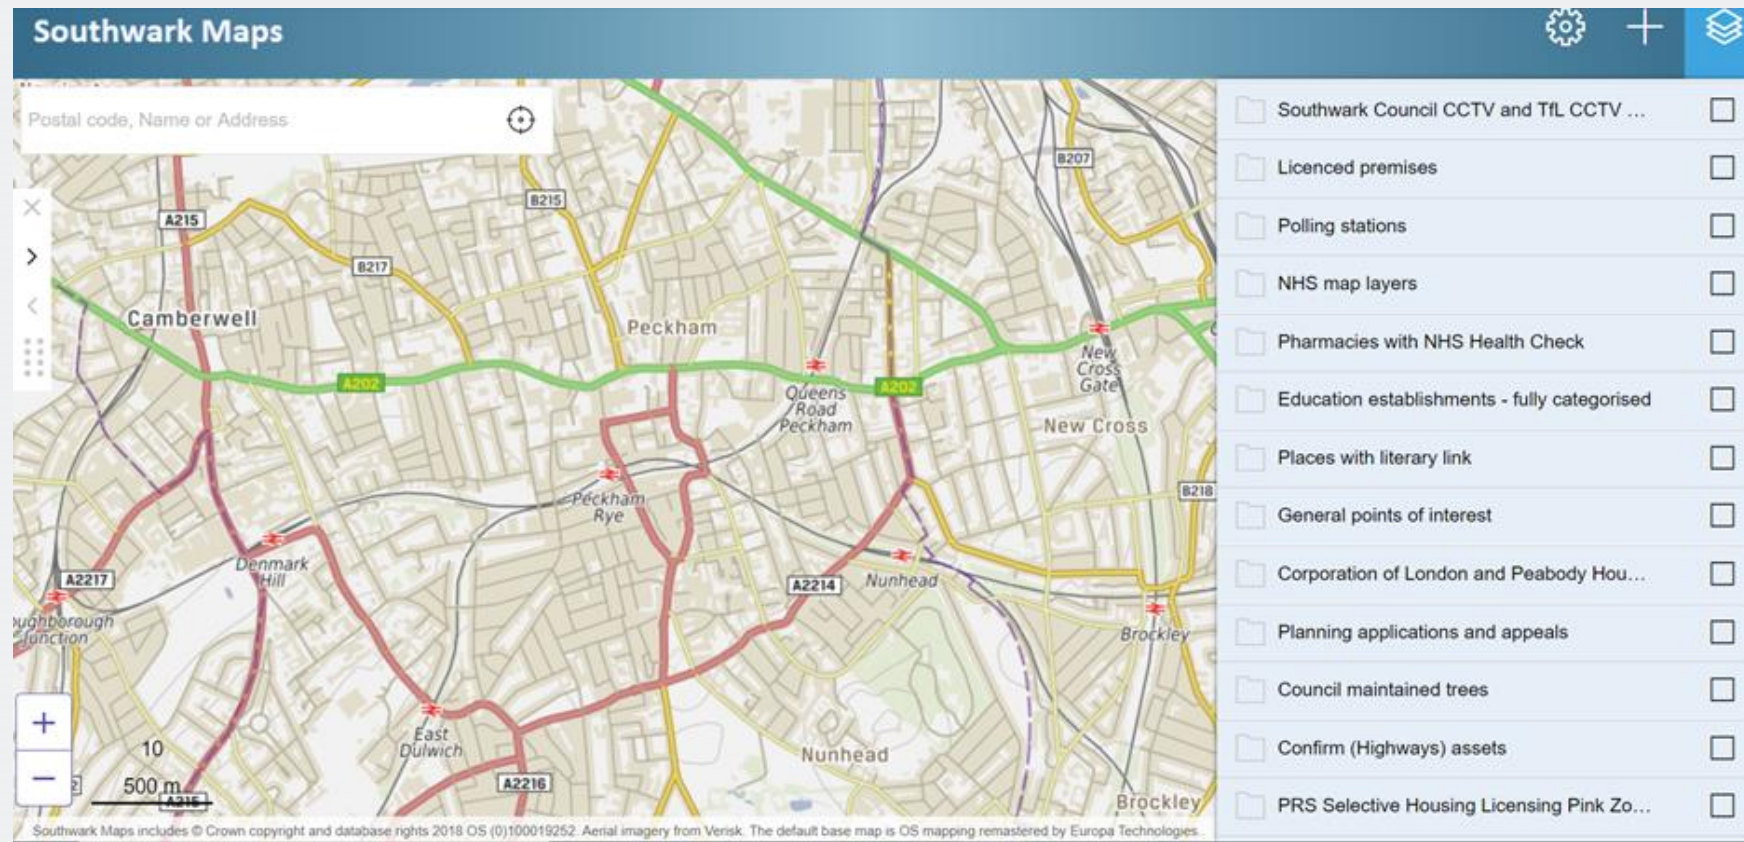 Southwark Maps
Postal code, Name or Address
A215
B215
B207
B217
Camberwell
Peckham
New
Cross
Gate
A202
Queens
Road
Peckham
A202
New Cross
Peckham
Rye
B218
Denmark
Hill
A2217
A2214
Nunhead
oughborough
Junction
Brockley
East
Dulwich
Nunhead
10
500 m
A2216
A215
Brockley
Southwark Maps includes © Crown copyright and database rights 2018 OS (0)100019252. Aerial imagery from Verisk. The default base map is OS mapping remastered by Europa Technologies.
Southwark Council CCTV and TfL CCTV ...
Licenced premises
Polling stations
NHS map layers
Pharmacies with NHS Health Check
Education establishments - fully categorised
Places with literary link
General points of interest
Corporation of London and Peabody Hou...
Planning applications and appeals
Council maintained trees
Confirm (Highways) assets
PRS Selective Housing Licensing Pink Zo...